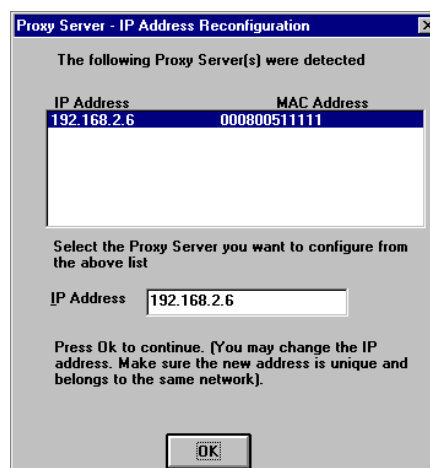 Proxy Server - IP Address Reconfiguration
The following Proxy Server(s) were detected
IP Address MAC Address
192.168.2.6 000800511111
Select the Proxy Server you want to configure from
the above list
IP Address 192.168.2.6
Press Ok to continue. (You may change the IP
address. Make sure the new address is unique and
belongs to the same network).
OK